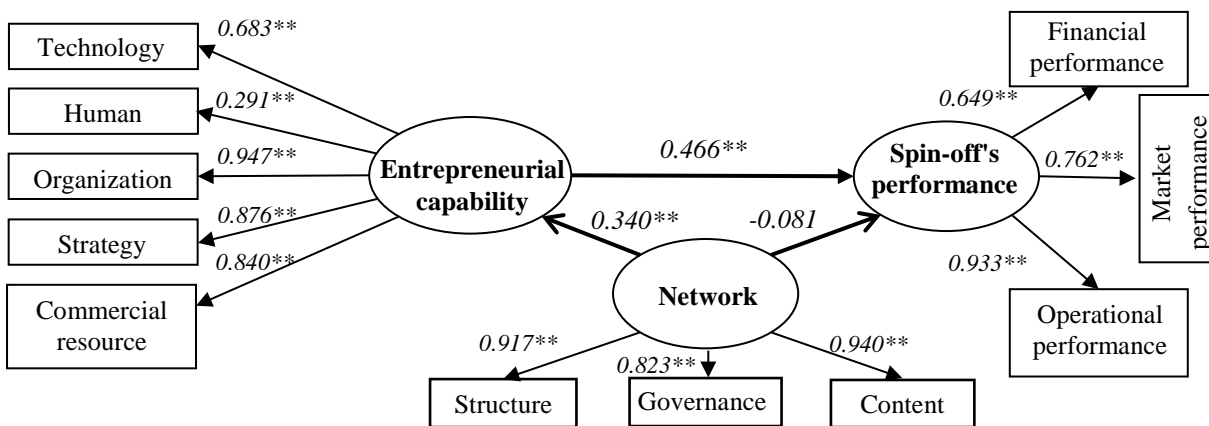 0.683**
Technology
Human
0.291**
Organization
0.947**
Strategy
0.876**
Commercial
resource
0.840**
Entrepreneurial
capability
0.466**
0.340**
-0.081
Network
0.917**
0.823**
0.940**
Structure
Governance
Content
Spin-off's
performance
0.649**
0.762**
0.933**
Financial
performance
Market
performance
Operational
performance